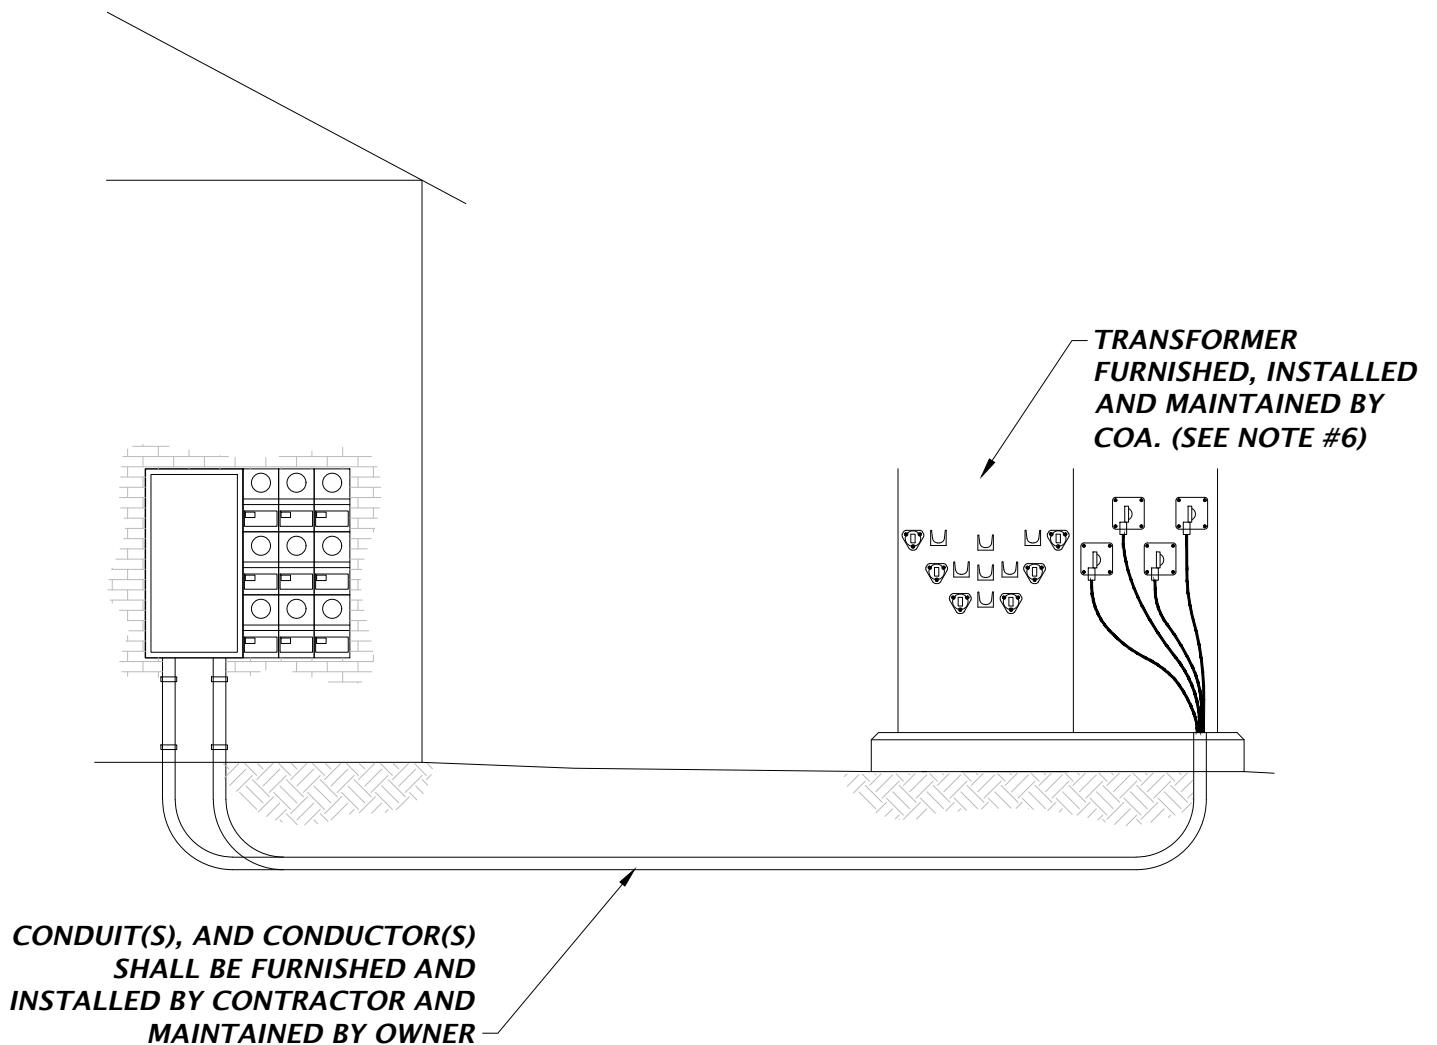 TRANSFORMER
FURNISHED, INSTALLED
AND MAINTAINED BY
COA. (SEE NOTE #6)
CONDUIT(S), AND CONDUCTOR(S)
SHALL BE FURNISHED AND
INSTALLED BY CONTRACTOR AND
MAINTAINED BY OWNER